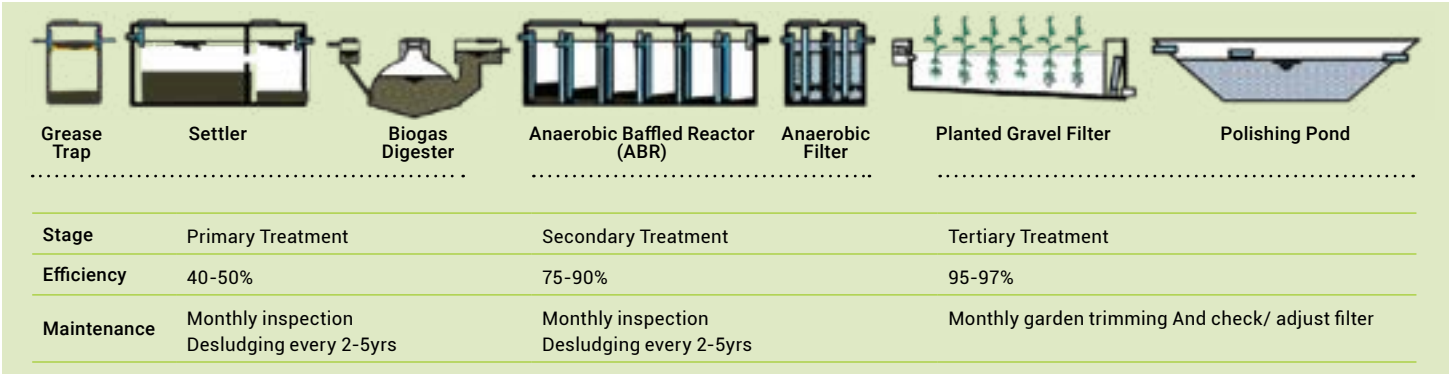 Grease
Trap
Settler
Biogas
Digester
Anaerobic Baffled Reactor
(ABR)
Anaerobic
Filter
Planted Gravel Filter
Polishing Pond
Stage
Primary Treatment
Secondary Treatment
Tertiary Treatment
Efficiency
40-50%
75-90%
95-97%
Maintenance
Monthly inspection
Desludging every 2-5yrs
Monthly inspection
Desludging every 2-5yrs
Monthly garden trimming And check/ adjust filter